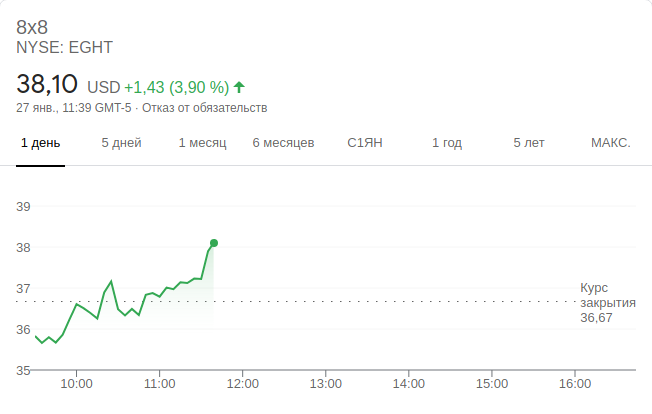 8x8
NYSE: EGHT
38,10 USD +1,43 (3,90 %)
27 янв., 11:39 GMT-5 · Отказ от обязательств
1 день 5 дней 1 месяц 6 месяцев С1ЯН 1 год 5 лет МАКС.
39
38
37
36
35
Курс
закрытия
36,67
10:00 11:00 12:00 13:00 14:00 15:00 16:00